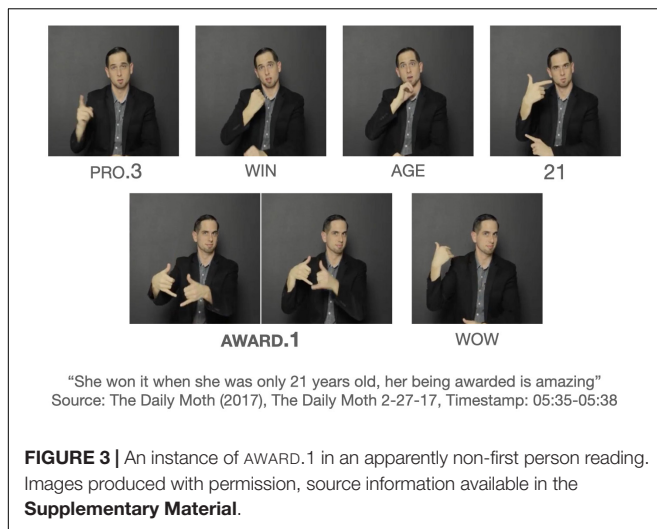 PRO.3 WIN AGE 21
AWARD.1 WOW
“She won it when she was only 21 years old, her being awarded is amazing”
Source: The Daily Moth (2017), The Daily Moth 2-27-17, Timestamp: 05:35-05:38
FIGURE 3 | An instance of AWARD.1 in an apparently non-first person reading.
Images produced with permission, source information available in the
Supplementary Material.